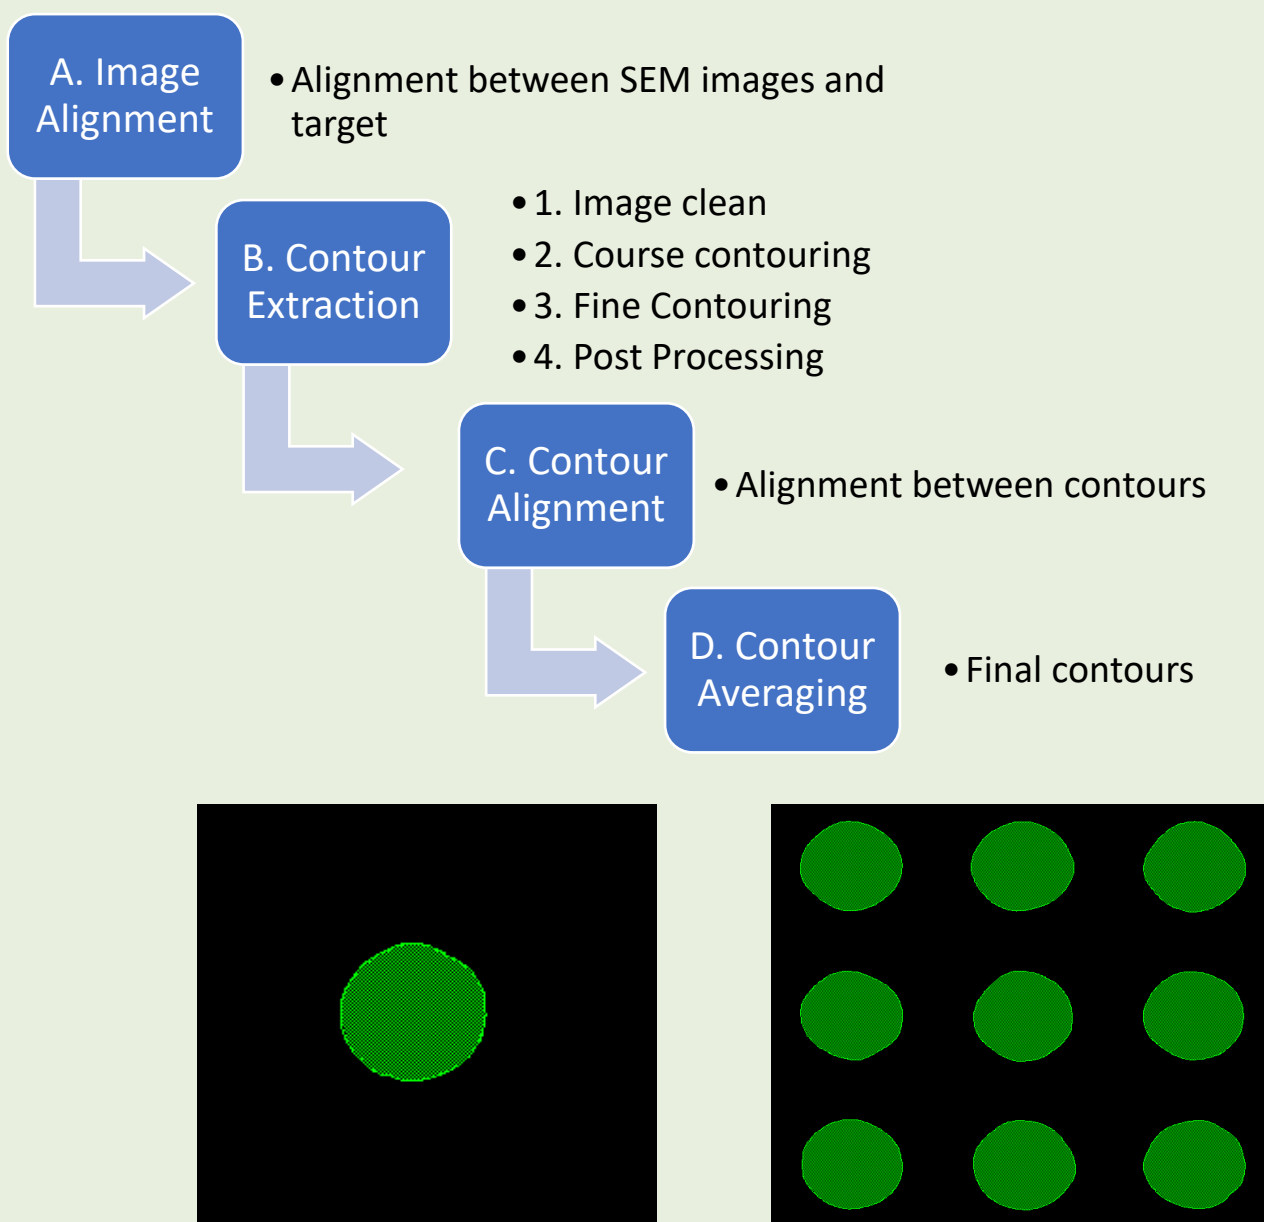 A. Image
Alignment
• Alignment between SEM images and
target
B. Contour
Extraction
• 1. Image clean
• 2. Course contouring
• 3. Fine Contouring
• 4. Post Processing
C. Contour
Alignment
• Alignment between contours
D. Contour
Averaging
• Final contours